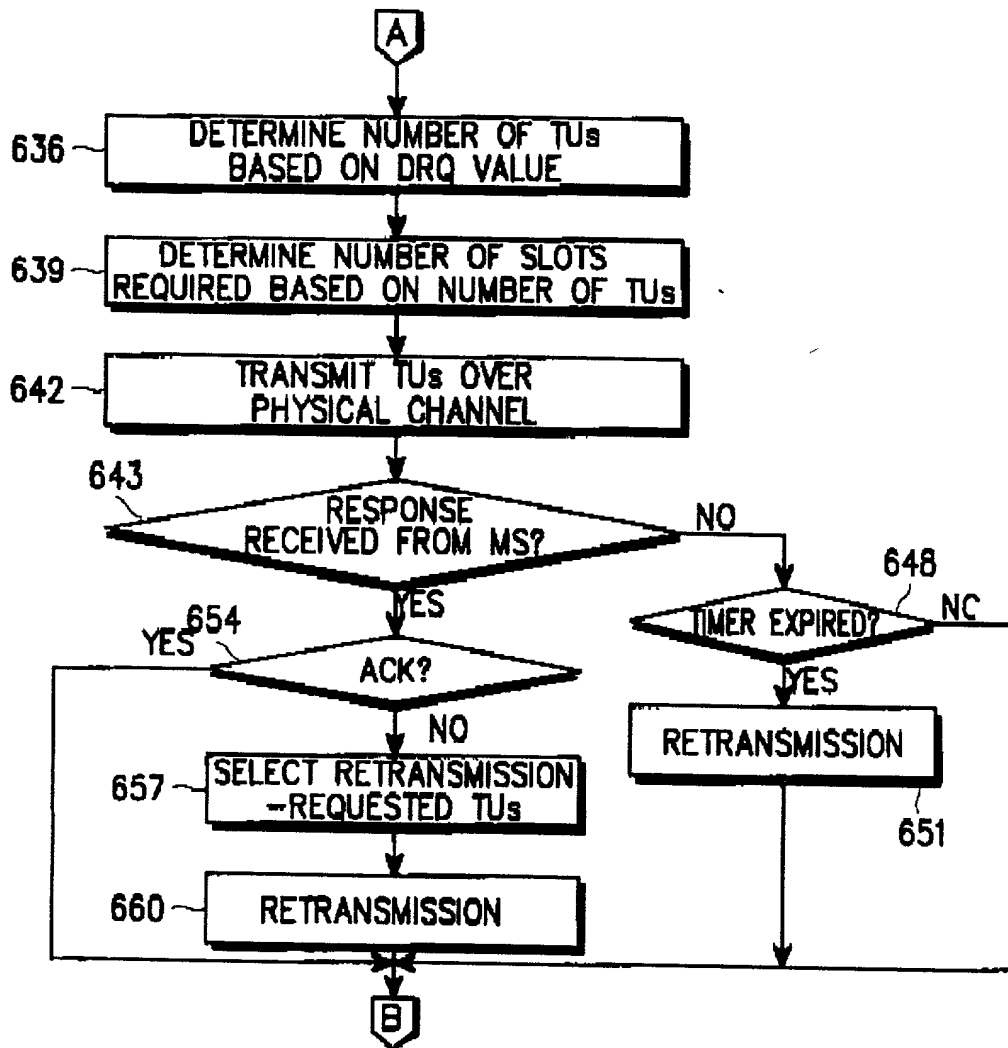 A
636
DETERMINE NUMBER OF TUs
BASED ON DRQ VALUE
639
DETERMINE NUMBER OF SLOTS
REQUIRED BASED ON NUMBER OF TUs
642
TRANSMIT TUs OVER
PHYSICAL CHANNEL
643
RESPONSE
RECEIVED FROM MS?
NO
YES
648
TIMER EXPIRED?
NO
YES
654
YES
ACK?
NO
RETRANSMISSION
651
657
SELECT RETRANSMISSION
-REQUESTED TUs
660
RETRANSMISSION
B